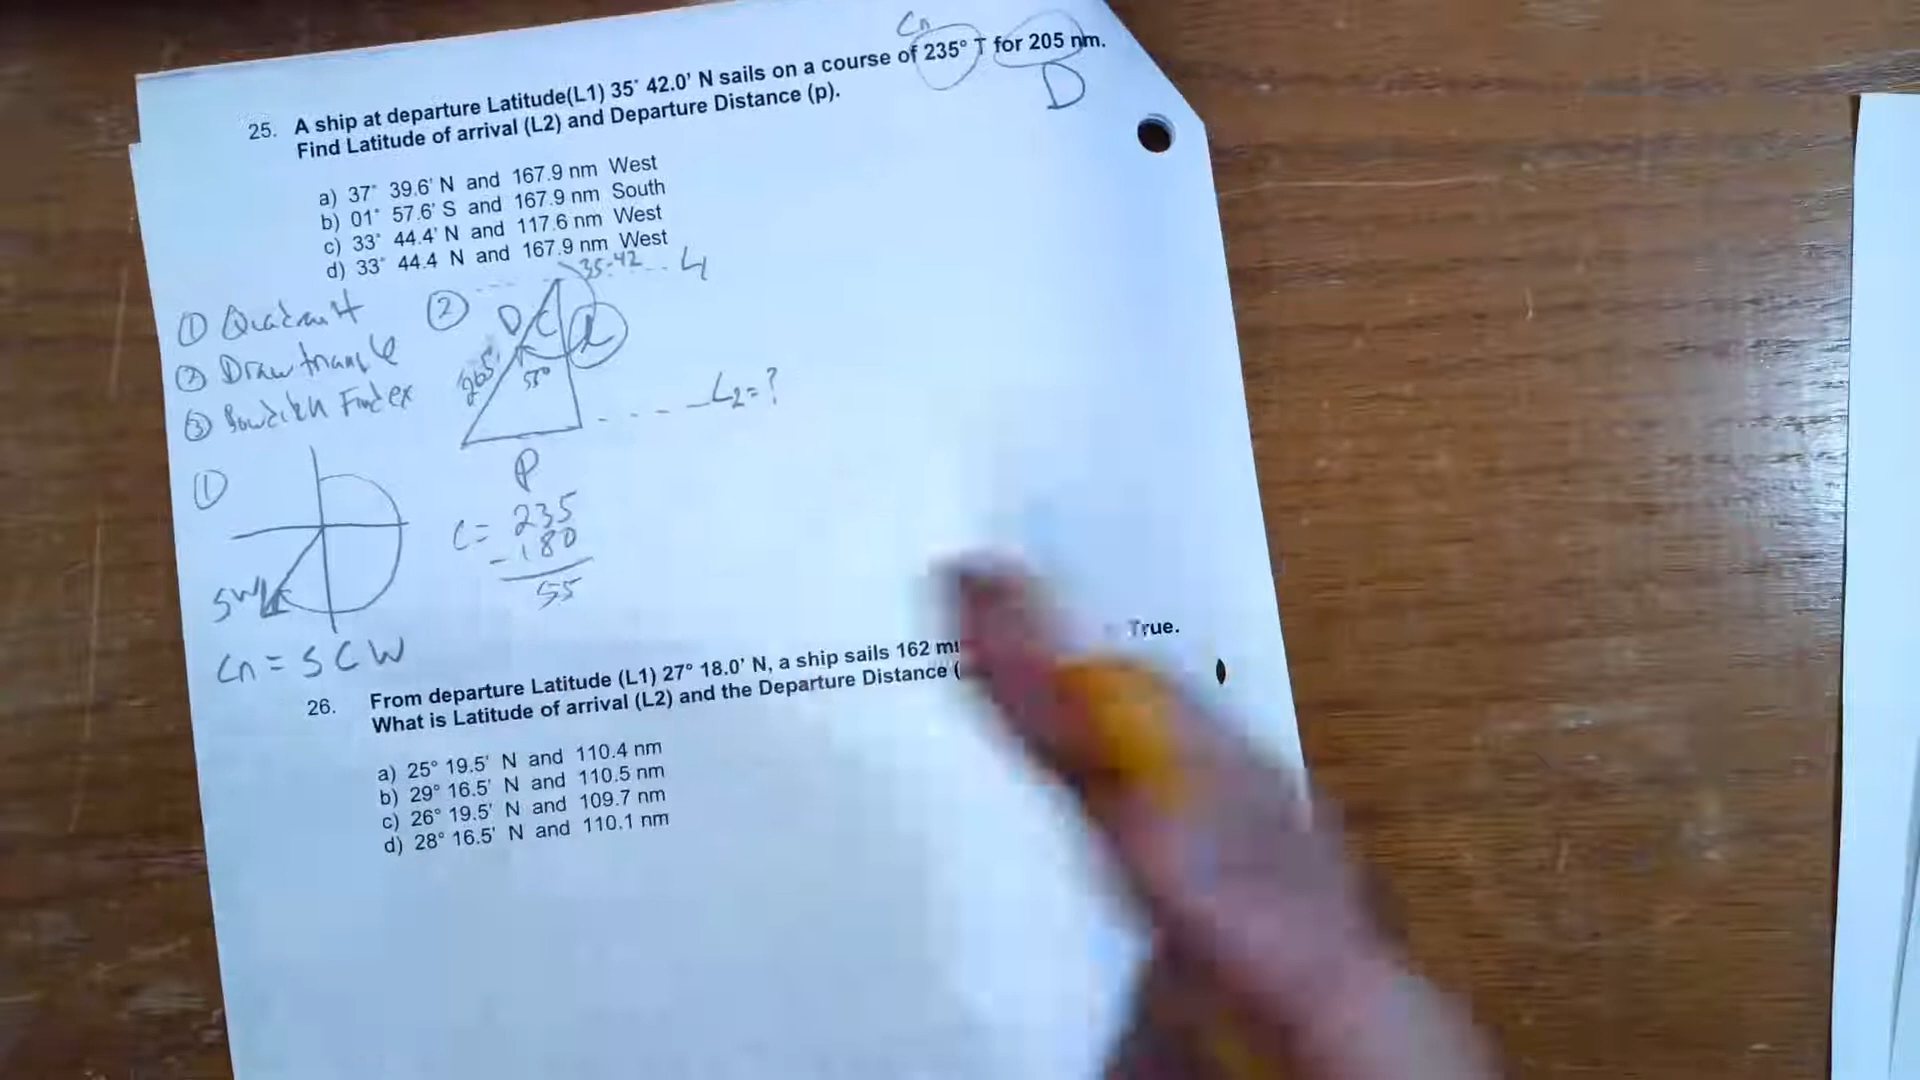 Cn
25. A ship at departure Latitude(L1) 35° 42.0' N sails on a course of 235° T for 205 nm.
Find Latitude of arrival (L2) and Departure Distance (p).
D
a) 37° 39.6' N and 167.9 nm West
b) 01° 57.6' S and 167.9 nm South
c) 33° 44.4' N and 117.6 nm West
d) 33° 44.4 N and 167.9 nm West
① Quadrant
② Draw triangle
③ Bowditch Index
②
35-42 L1
D C l
55°
L2=?
P
①
SW
Cn = S C W
C = 235
-180
55
26. From departure Latitude (L1) 27° 18.0' N, a ship sails 162 True.
What is Latitude of arrival (L2) and the Departure Distance (
a) 25° 19.5' N and 110.4 nm
b) 29° 16.5' N and 110.5 nm
c) 26° 19.5' N and 109.7 nm
d) 28° 16.5' N and 110.1 nm